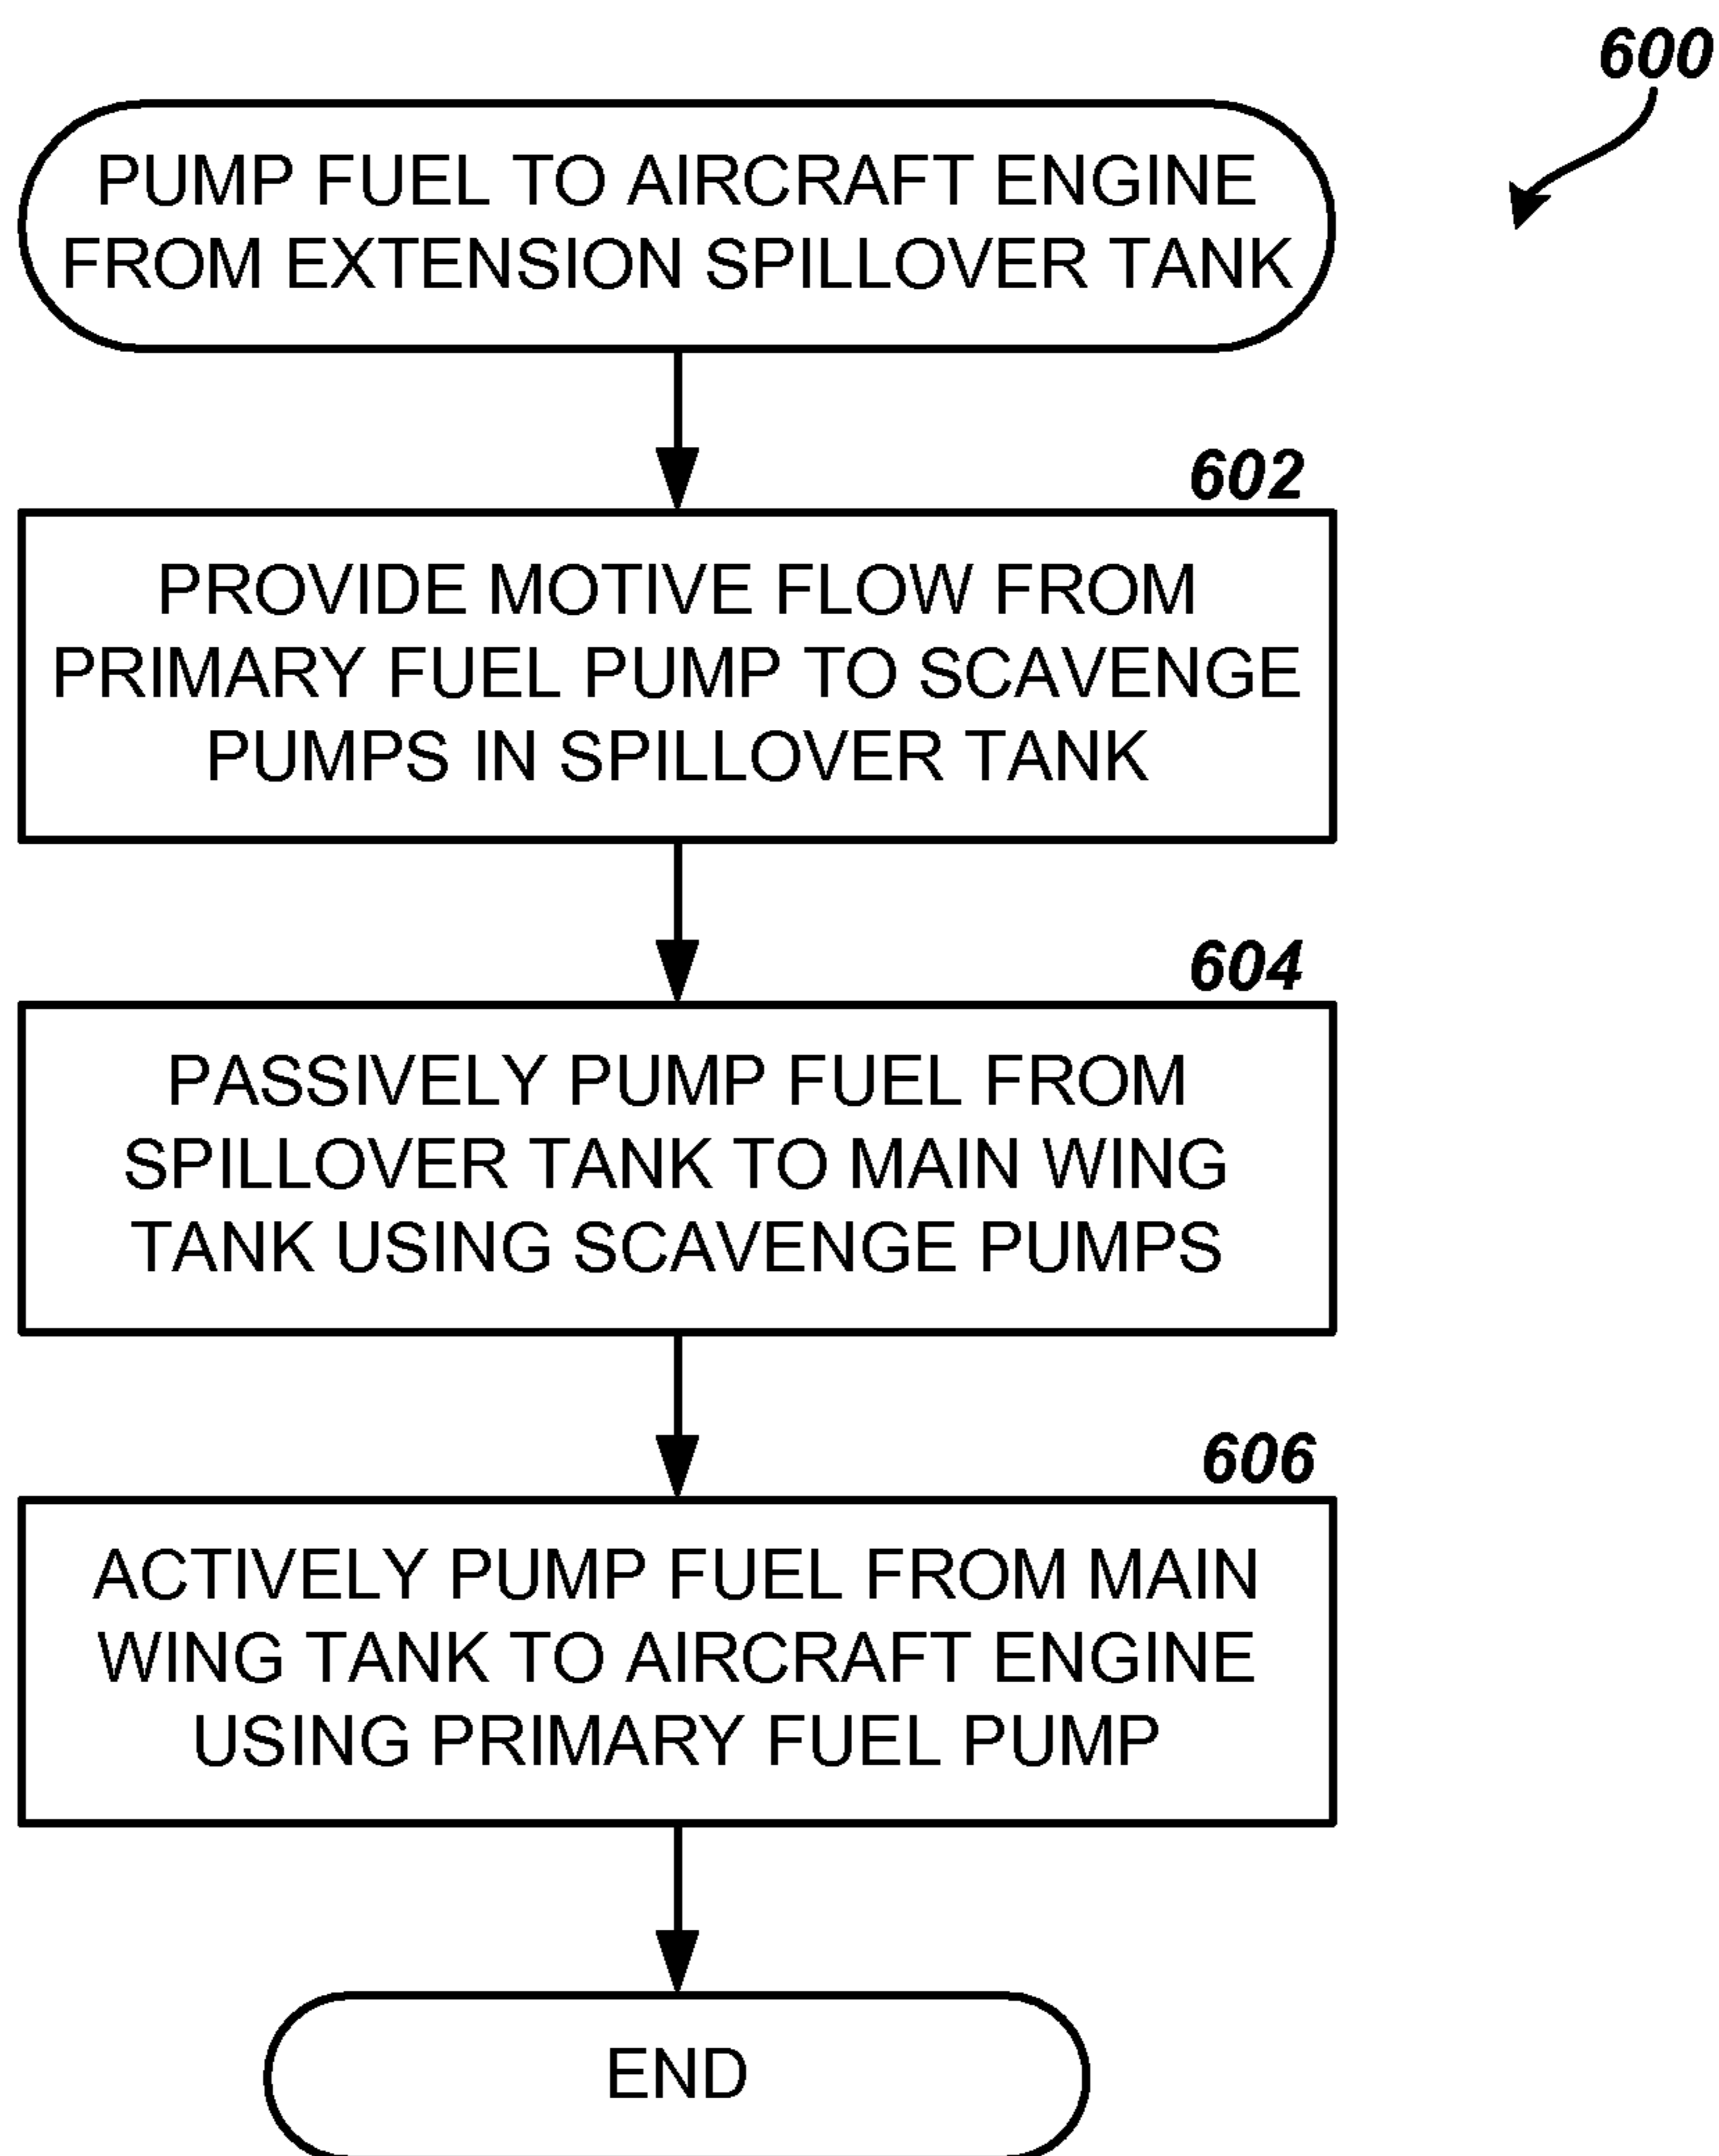 600
PUMP FUEL TO AIRCRAFT ENGINE
FROM EXTENSION SPILLOVER TANK
602
PROVIDE MOTIVE FLOW FROM
PRIMARY FUEL PUMP TO SCAVENGE
PUMPS IN SPILLOVER TANK
604
PASSIVELY PUMP FUEL FROM
SPILLOVER TANK TO MAIN WING
TANK USING SCAVENGE PUMPS
606
ACTIVELY PUMP FUEL FROM MAIN
WING TANK TO AIRCRAFT ENGINE
USING PRIMARY FUEL PUMP
END